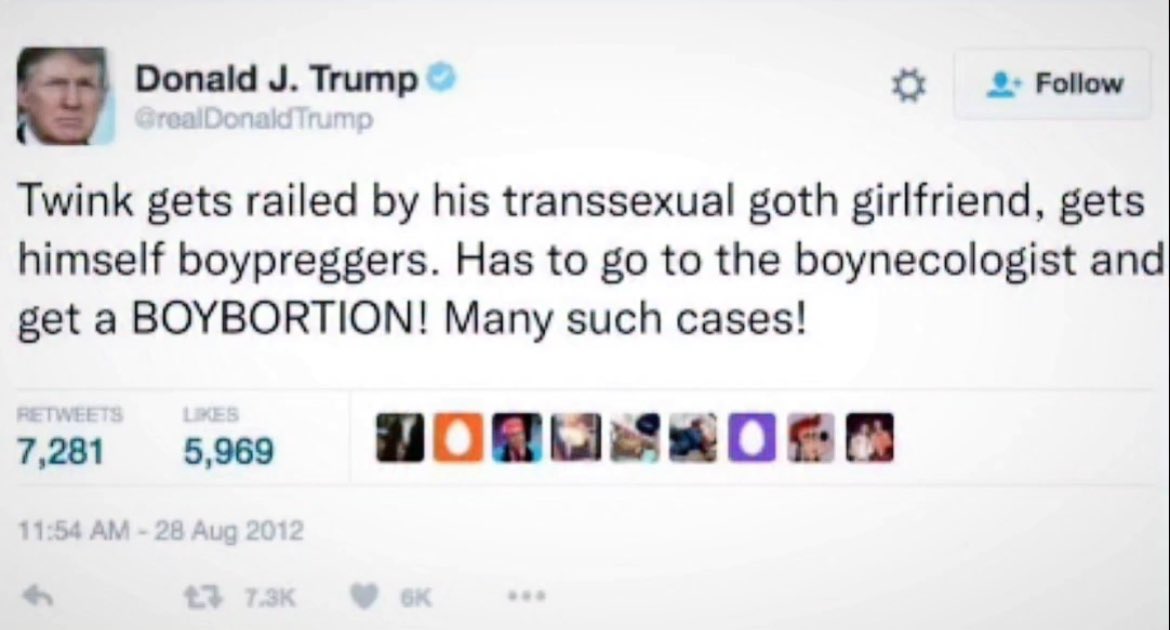 Donald J. Trump
@realDonaldTrump
Follow
Twink gets railed by his transsexual goth girlfriend, gets
himself boypreggers. Has to go to the boynecologist and
get a BOYBORTION! Many such cases!
RETWEETS LIKES
7,281 5,969
11:54 AM - 28 Aug 2012
7.3K 6K